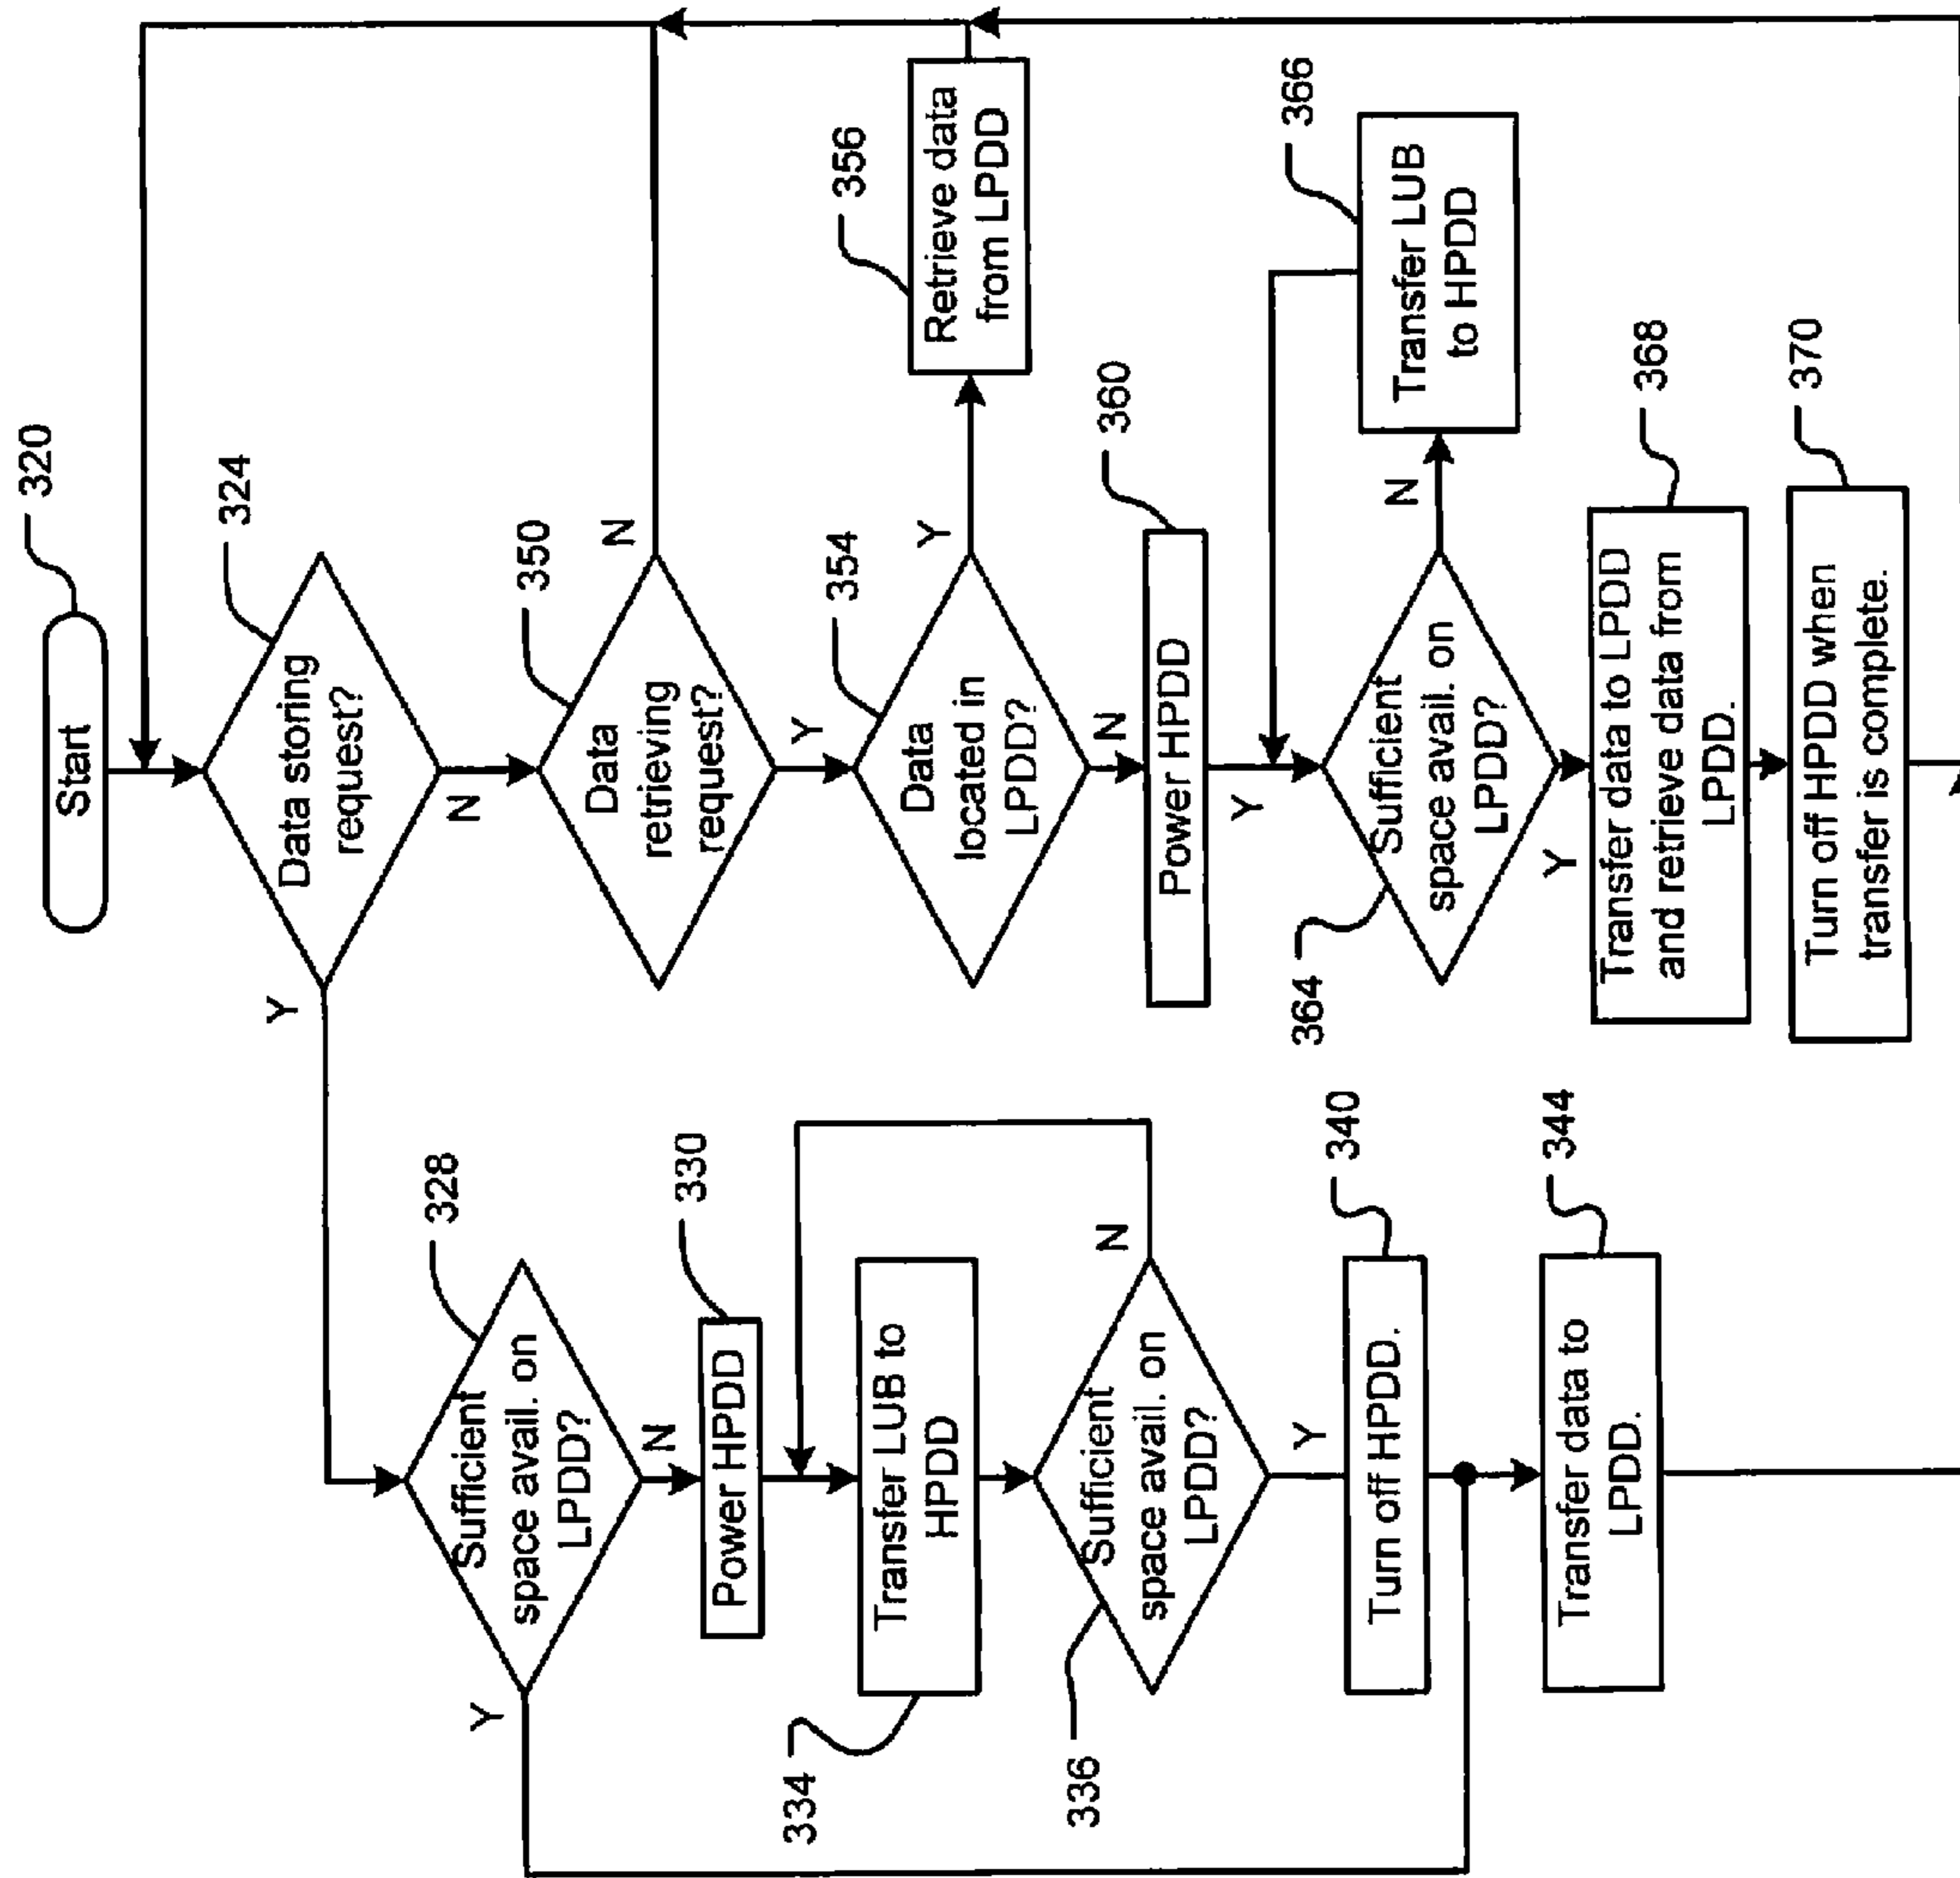 Start
320
Data storing
request?
324
Y
N
Data
retrieving
request?
350
N
Y
Data
located in
LPDD?
354
Y
Retrieve data
from LPDD
356
N
Power HPDD
360
Y
Sufficient
space avail. on
LPDD?
364
N
Transfer LUB
to HPDD
366
Y
Transfer data to LPDD
and retrieve data from
LPDD.
368
Turn off HPDD when
transfer is complete.
370
Sufficient
space avail. on
LPDD?
328
Y
N
Power HPDD
330
Transfer LUB to
HPDD
334
Sufficient
space avail. on
LPDD?
336
N
Y
Turn off HPDD.
340
Transfer data to
LPDD.
344